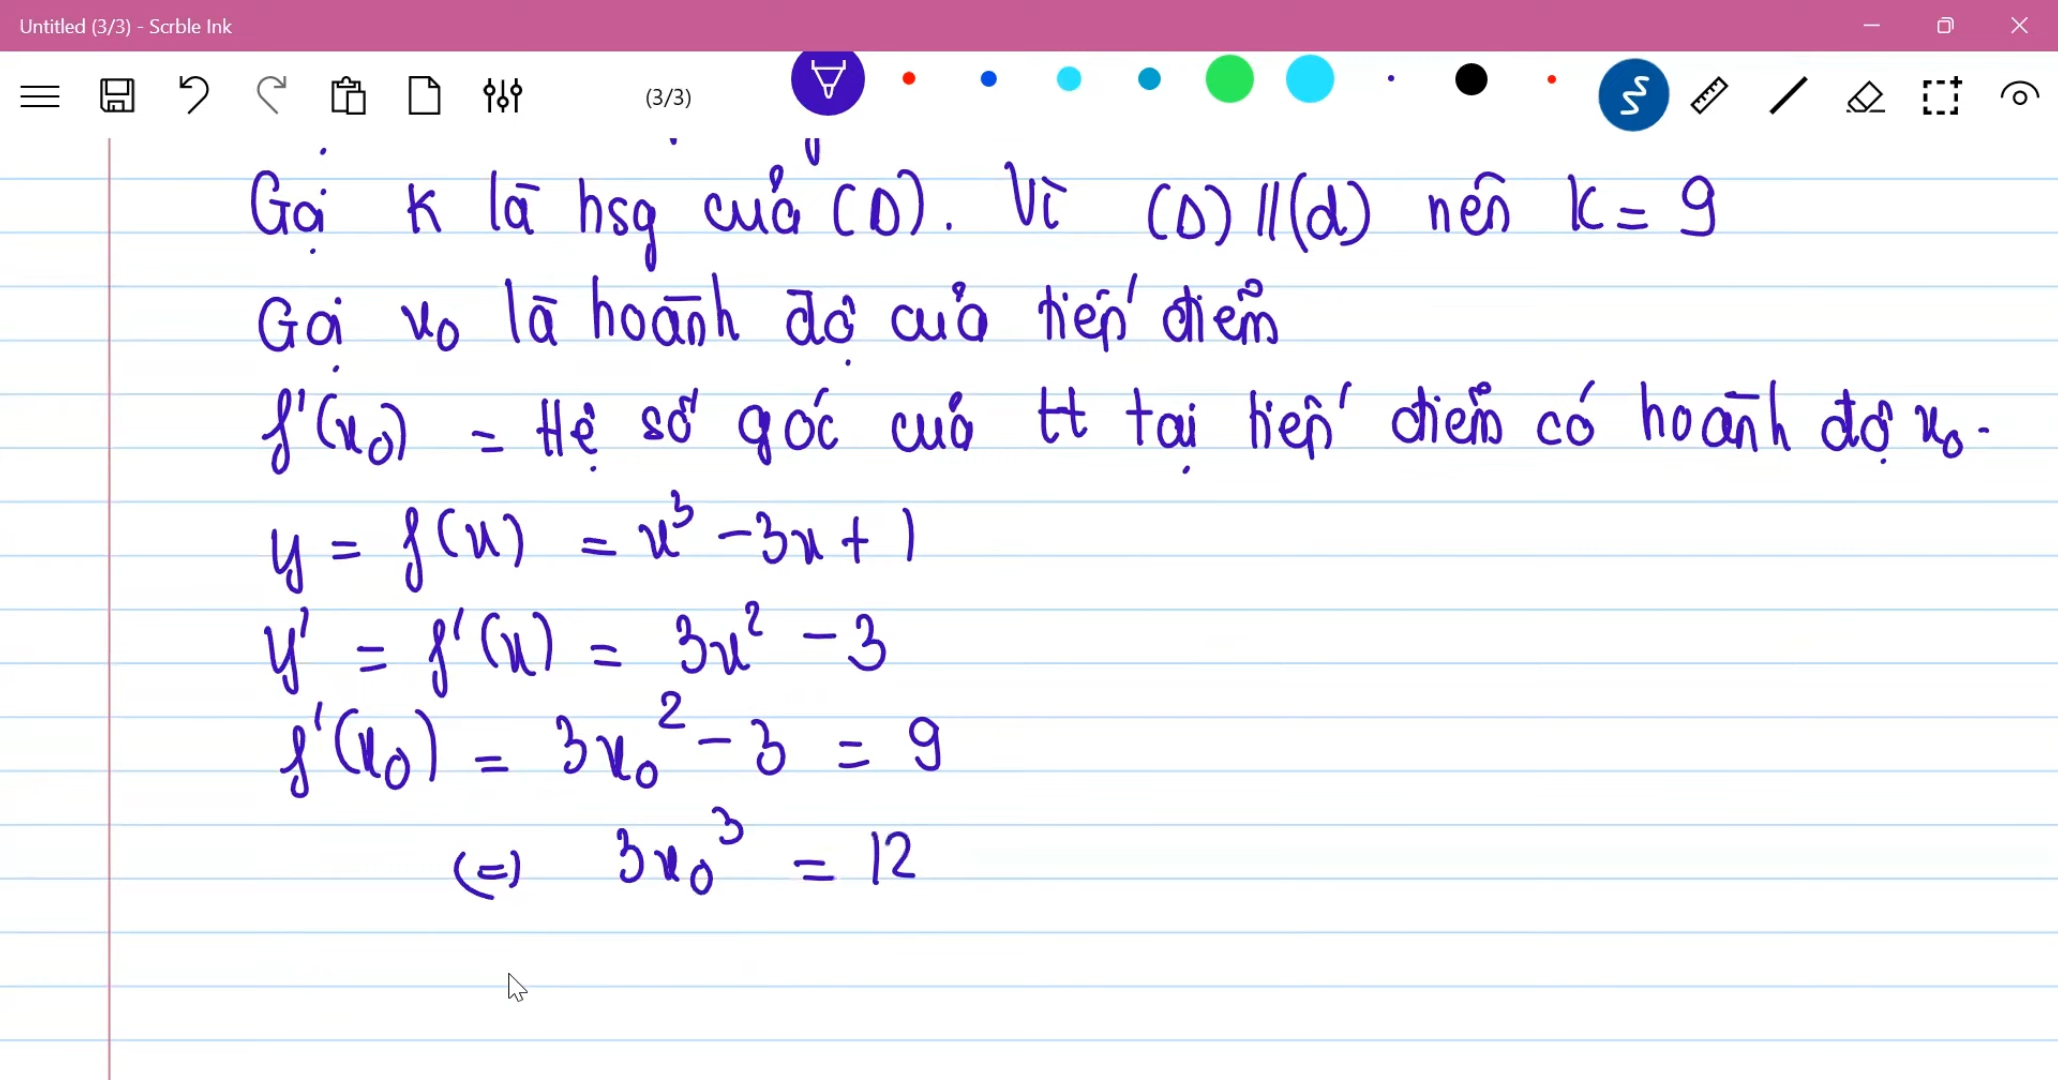 Untitled (3/3) - Scrble Ink
(3/3)
Gọi K là hsg của (D). Vì (D) // (d) nên K = 9
Gọi x₀ là hoành độ của tiếp điểm
f'(x₀) = Hệ số góc của tt tại tiếp điểm có hoành độ x₀.
y = f(x) = x³ - 3x + 1
y' = f'(x) = 3x² - 3
f'(x₀) = 3x₀² - 3 = 9
(=) 3x₀³ = 12